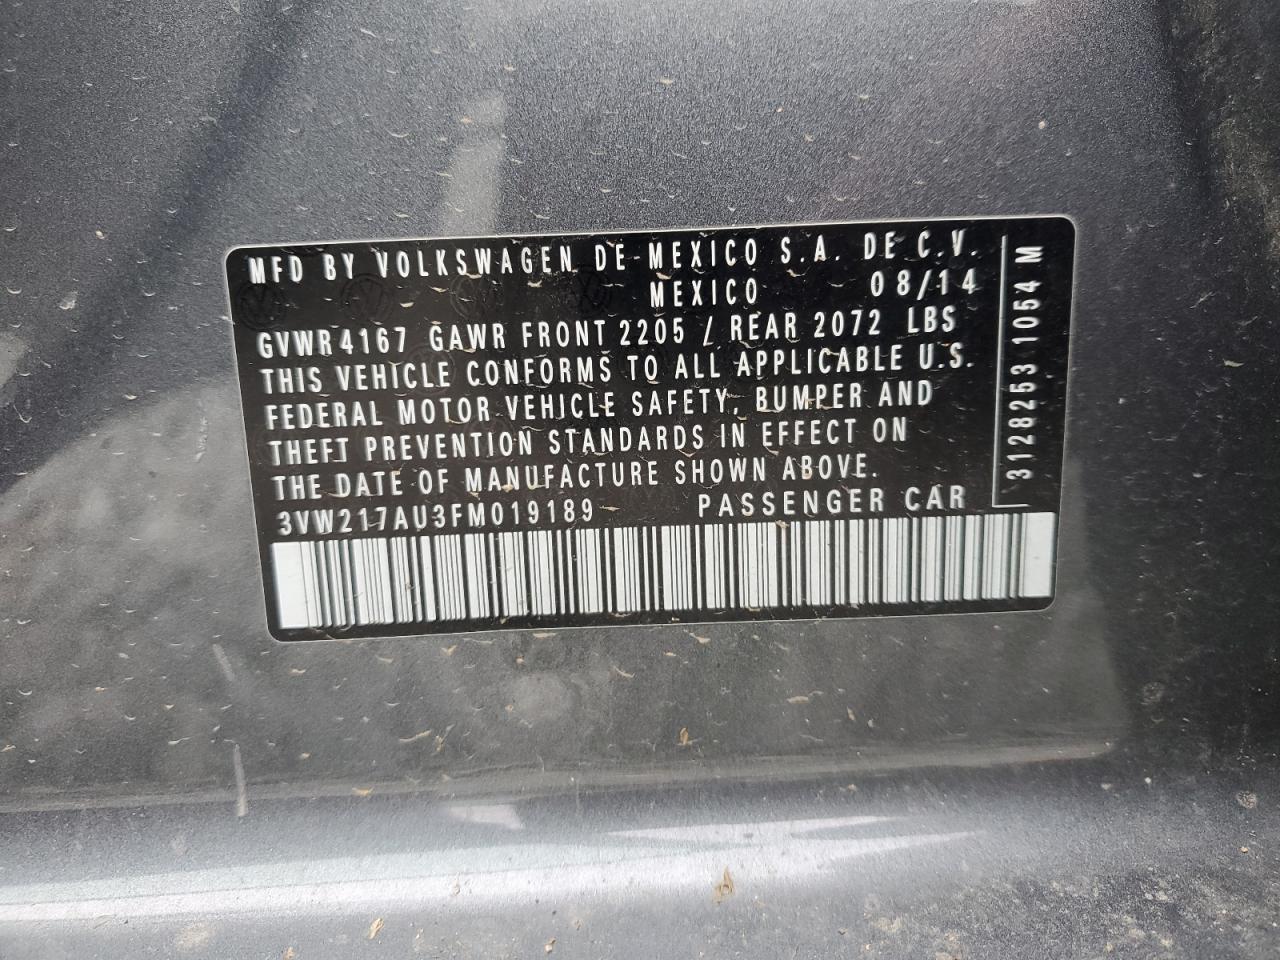 MFD BY VOLKSWAGEN DE MEXICO S.A. DE C.V.
MEXICO 08/14
GVWR 4167 GAWR FRONT 2205 / REAR 2072 LBS
THIS VEHICLE CONFORMS TO ALL APPLICABLE U.S.
FEDERAL MOTOR VEHICLE SAFETY, BUMPER AND
THEFT PREVENTION STANDARDS IN EFFECT ON
THE DATE OF MANUFACTURE SHOWN ABOVE.
3VW217AU3FM019189 PASSENGER CAR
3128253 1054 M